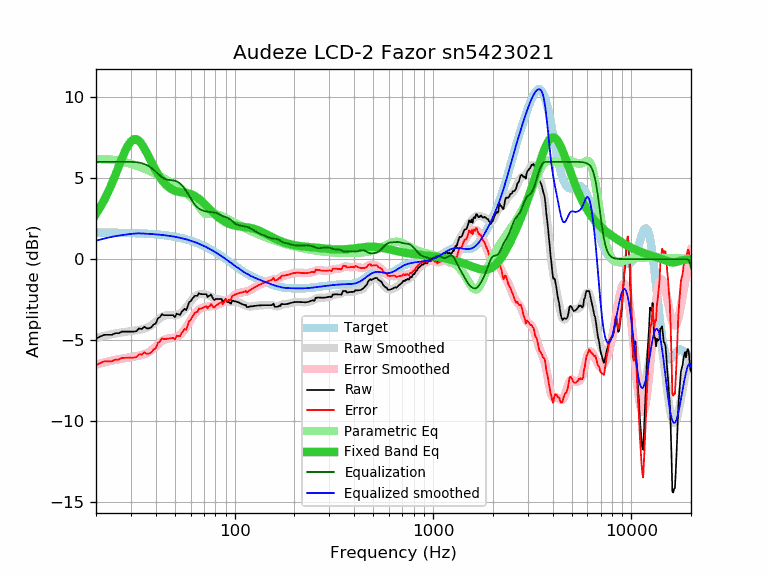 Audeze LCD-2 Fazor sn5423021
10
5
0
−5
−10
−15
Amplitude (dBr)
Target
Raw Smoothed
Error Smoothed
Raw
Error
Parametric Eq
Fixed Band Eq
Equalization
Equalized smoothed
100
1000
10000
Frequency (Hz)